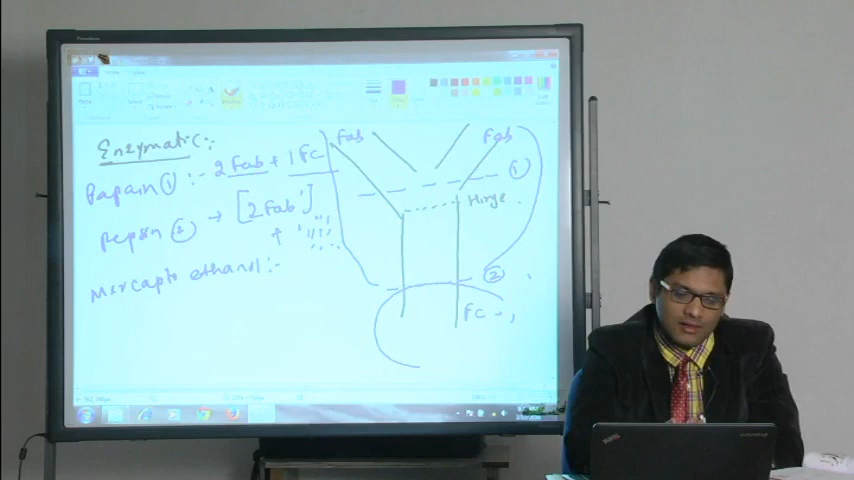 Enzymatic :-
Papain ① :- 2 Fab + 1 Fc
Pepsin ② → [2 Fab']
+
Mercapto ethanol :-
Fab
Fab
①
Hinge
②
Fc